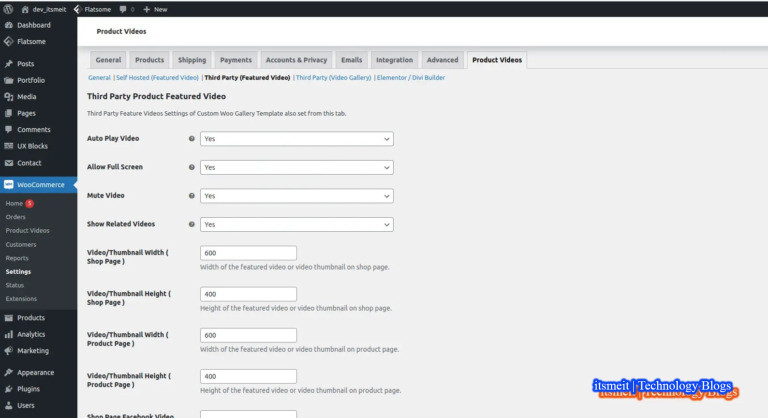 dev_itsmeit Flatsome 0 New
Dashboard
Flatsome
Posts
Portfolio
Media
Pages
Comments
UX Blocks
Contact
WooCommerce
Home 5
Orders
Product Videos
Customers
Reports
Settings
Status
Extensions
Products
Analytics
Marketing
Appearance
Plugins
Users
Product Videos
General Products Shipping Payments Accounts & Privacy Emails Integration Advanced Product Videos
General | Self Hosted (Featured Video) | Third Party (Featured Video) | Third Party (Video Gallery) | Elementor / Divi Builder
Third Party Product Featured Video
Third Party Feature Videos Settings of Custom Woo Gallery Template also set from this tab.
Auto Play Video Yes
Allow Full Screen Yes
Mute Video Yes
Show Related Videos Yes
Video/Thumbnail Width ( 600
Shop Page )
Width of the featured video or video thumbnail on shop page.
Video/Thumbnail Height ( 400
Shop Page )
Height of the featured video or video thumbnail on shop page.
Video/Thumbnail Width ( 600
Product Page )
Width of the featured video or video thumbnail on product page.
Video/Thumbnail Height ( 400
Product Page )
Height of the featured video or video thumbnail on product page.
Shop Page Facebook Video
itsmeit | Technology Blogs
itsmeit | Technology Blogs